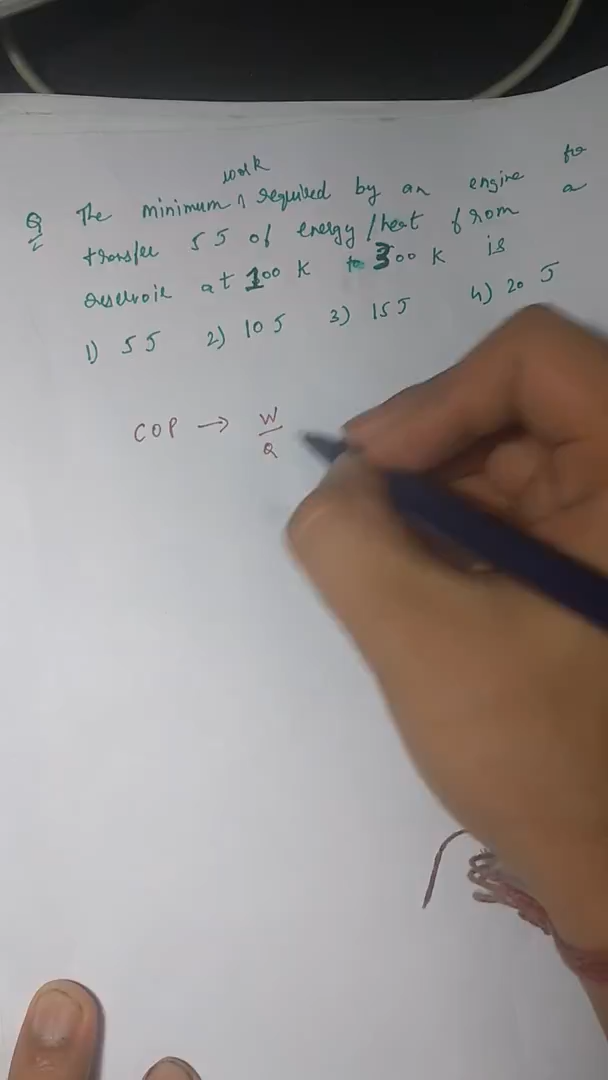 work
Q The minimum ∧ required by an engine to
transfer 5 J of energy / heat from a
reservoir at 100 K to 300 K is
1) 5 J 2) 10 J 3) 15 J 4) 20 J
COP → W
Q